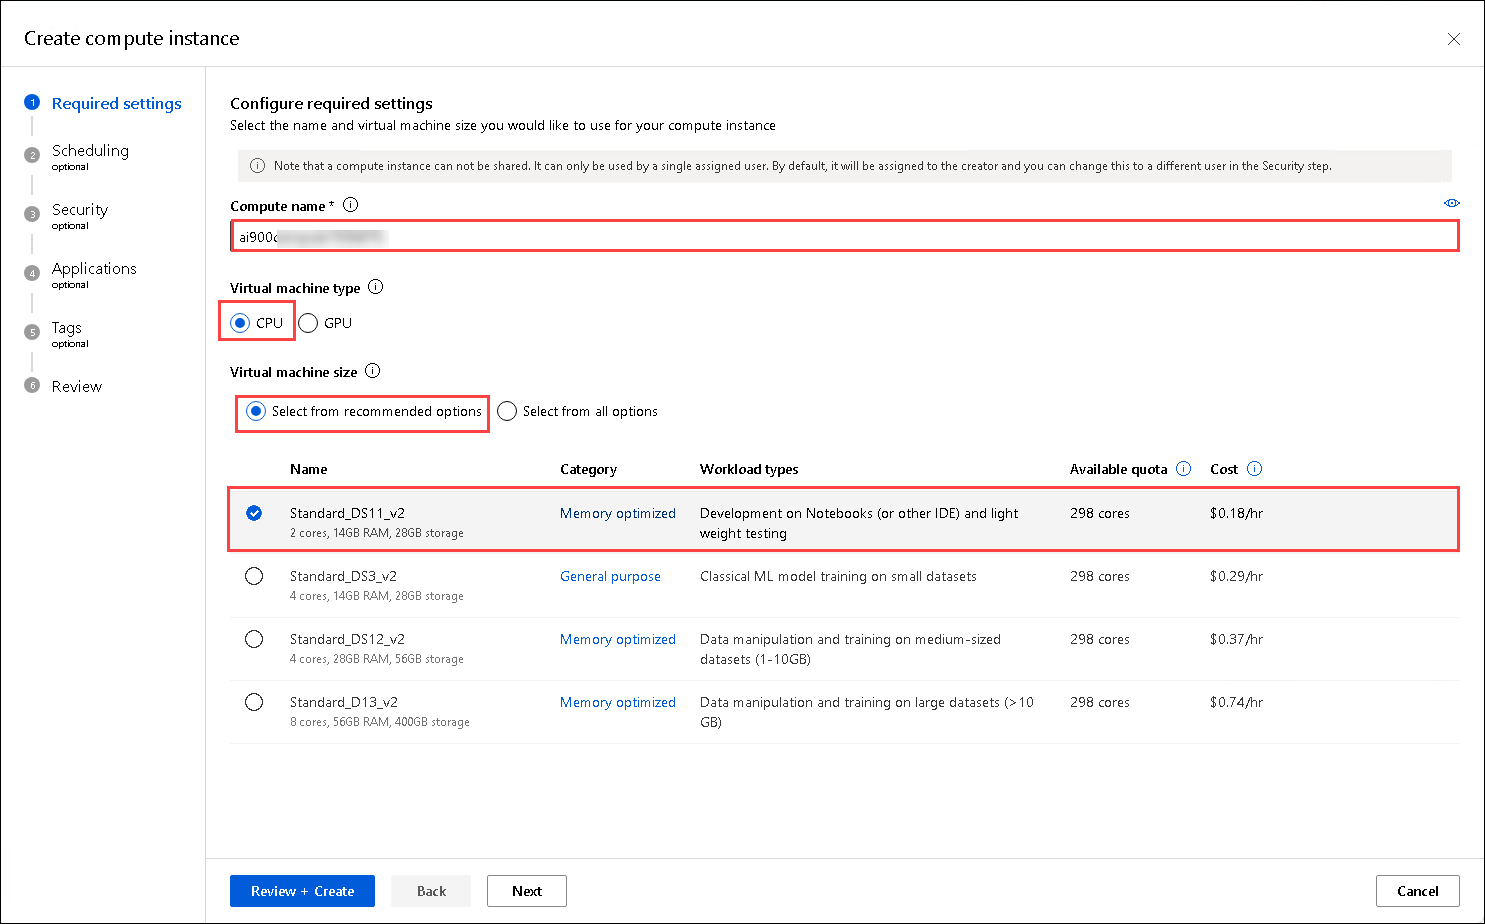 Create compute instance
1 Required settings
2 Scheduling
optional
3 Security
optional
4 Applications
optional
5 Tags
optional
6 Review
Configure required settings
Select the name and virtual machine size you would like to use for your compute instance
Note that a compute instance can not be shared. It can only be used by a single assigned user. By default, it will be assigned to the creator and you can change this to a different user in the Security step.
Compute name *
ai900
Virtual machine type
CPU GPU
Virtual machine size
Select from recommended options Select from all options
Name Category Workload types Available quota Cost
Standard_DS11_v2 Memory optimized Development on Notebooks (or other IDE) and light 298 cores $0.18/hr
2 cores, 14GB RAM, 28GB storage weight testing
Standard_DS3_v2 General purpose Classical ML model training on small datasets 298 cores $0.29/hr
4 cores, 14GB RAM, 28GB storage
Standard_DS12_v2 Memory optimized Data manipulation and training on medium-sized 298 cores $0.37/hr
4 cores, 28GB RAM, 56GB storage datasets (1-10GB)
Standard_D13_v2 Memory optimized Data manipulation and training on large datasets (>10 298 cores $0.74/hr
8 cores, 56GB RAM, 400GB storage GB)
Review + Create Back Next Cancel